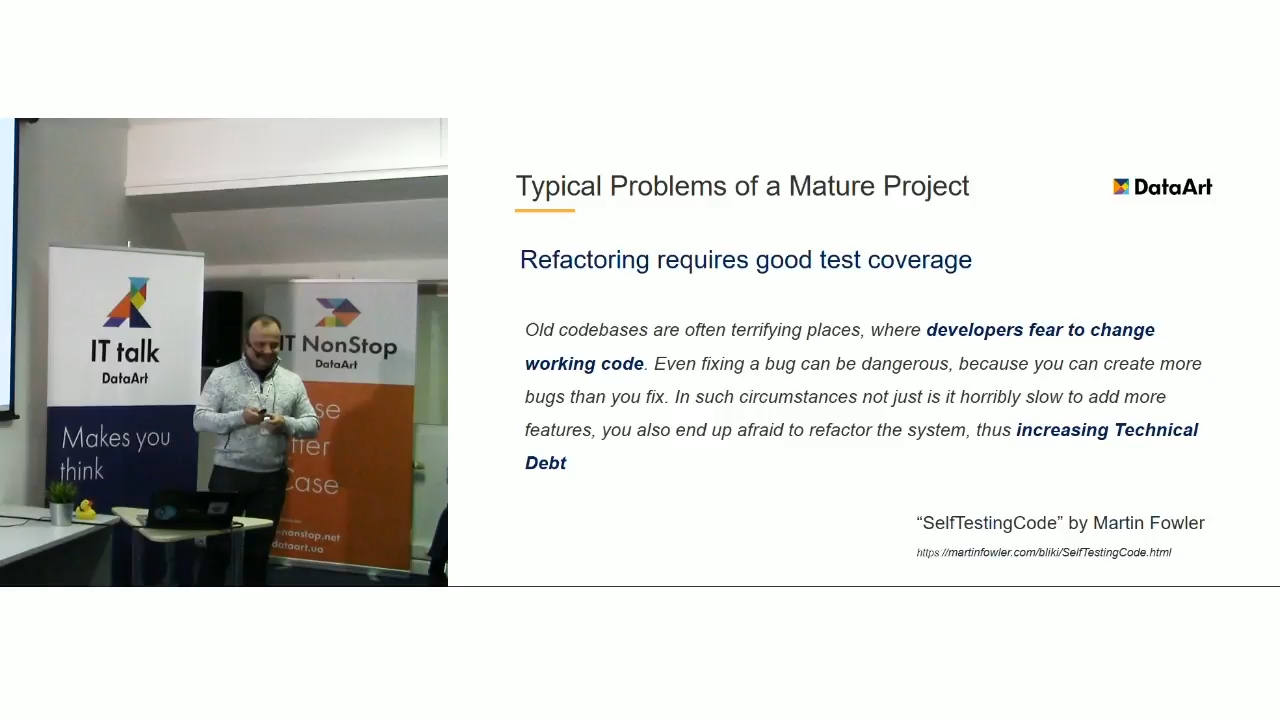 IT talk
DataArt
Makes you
think
IT NonStop
DataArt
Case
nonstop.net
dataart.ua
Typical Problems of a Mature Project
DataArt
Refactoring requires good test coverage
Old codebases are often terrifying places, where developers fear to change
working code. Even fixing a bug can be dangerous, because you can create more
bugs than you fix. In such circumstances not just is it horribly slow to add more
features, you also end up afraid to refactor the system, thus increasing Technical
Debt
“SelfTestingCode” by Martin Fowler
https://martinfowler.com/bliki/SelfTestingCode.html